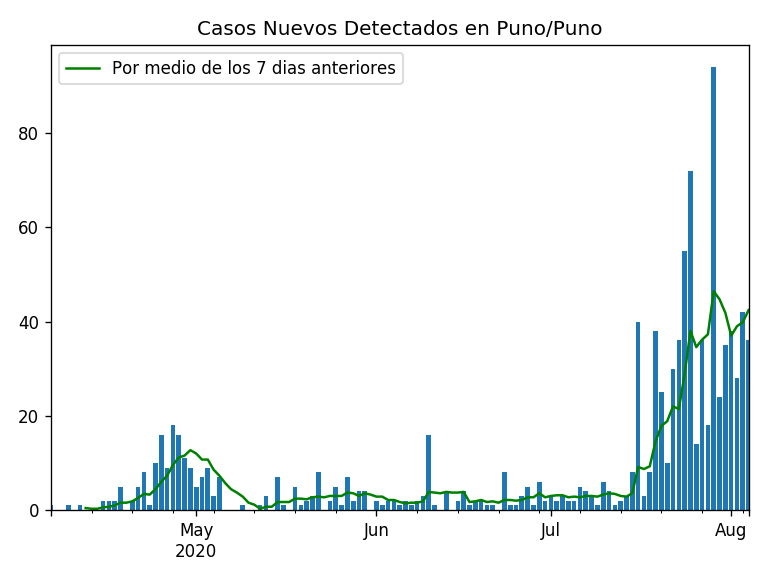 Casos Nuevos Detectados en Puno/Puno
Por medio de los 7 dias anteriores
80
60
40
20
0
May
2020
Jun
Jul
Aug